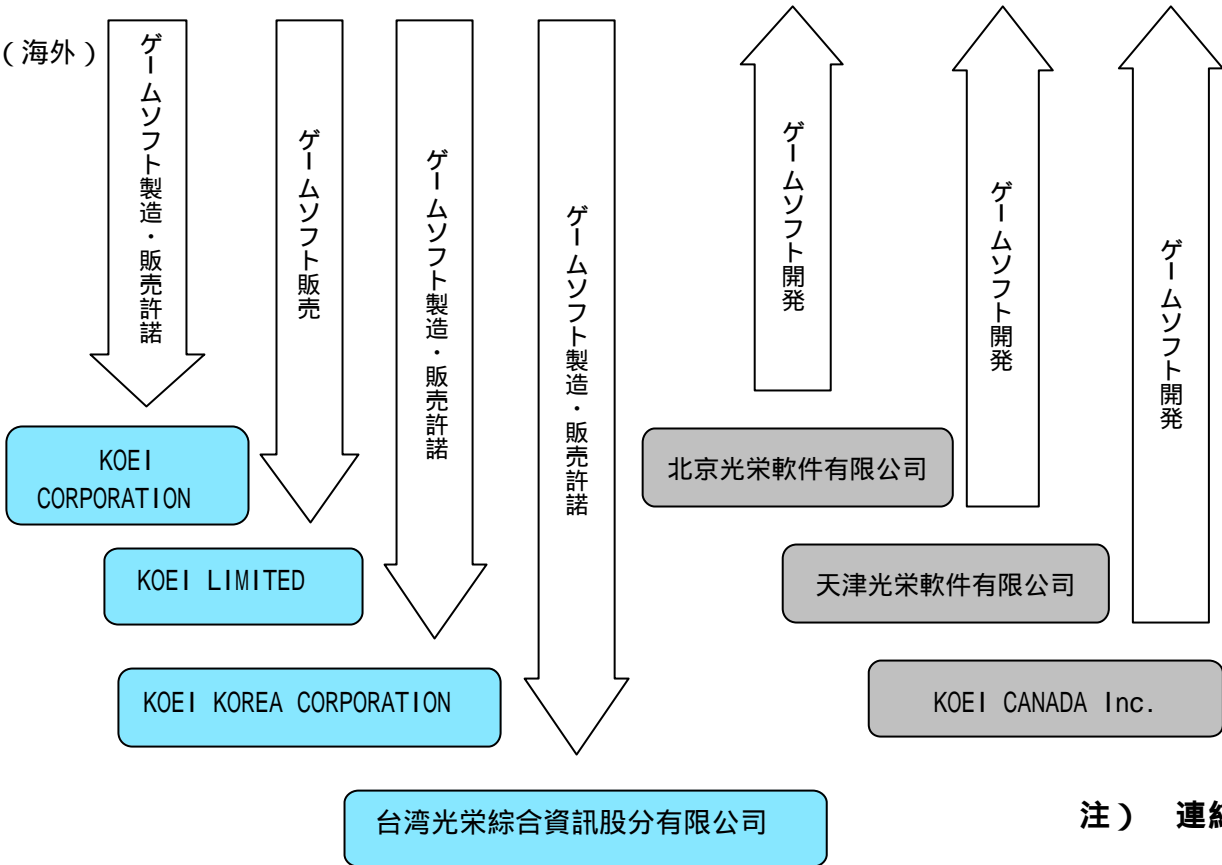 （海外）
ゲームソフト製造・販売許諾
ゲームソフト販売
ゲームソフト製造・販売許諾
ゲームソフト製造・販売許諾
ゲームソフト開発
ゲームソフト開発
ゲームソフト開発
KOEI
CORPORATION
北京光栄軟件有限公司
KOEI LIMITED
天津光栄軟件有限公司
KOEI KOREA CORPORATION
KOEI CANADA Inc.
台湾光栄綜合資訊股分有限公司
注） 連